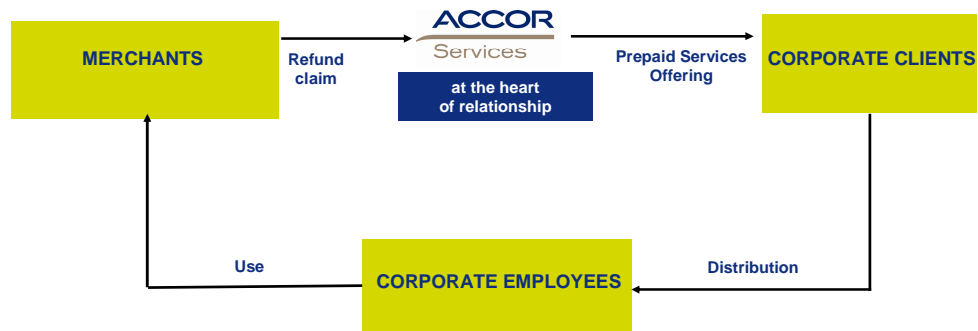 ACCOR
Services
MERCHANTS
Refund
claim
Prepaid Services
Offering
CORPORATE CLIENTS
at the heart
of relationship
Use
CORPORATE EMPLOYEES
Distribution